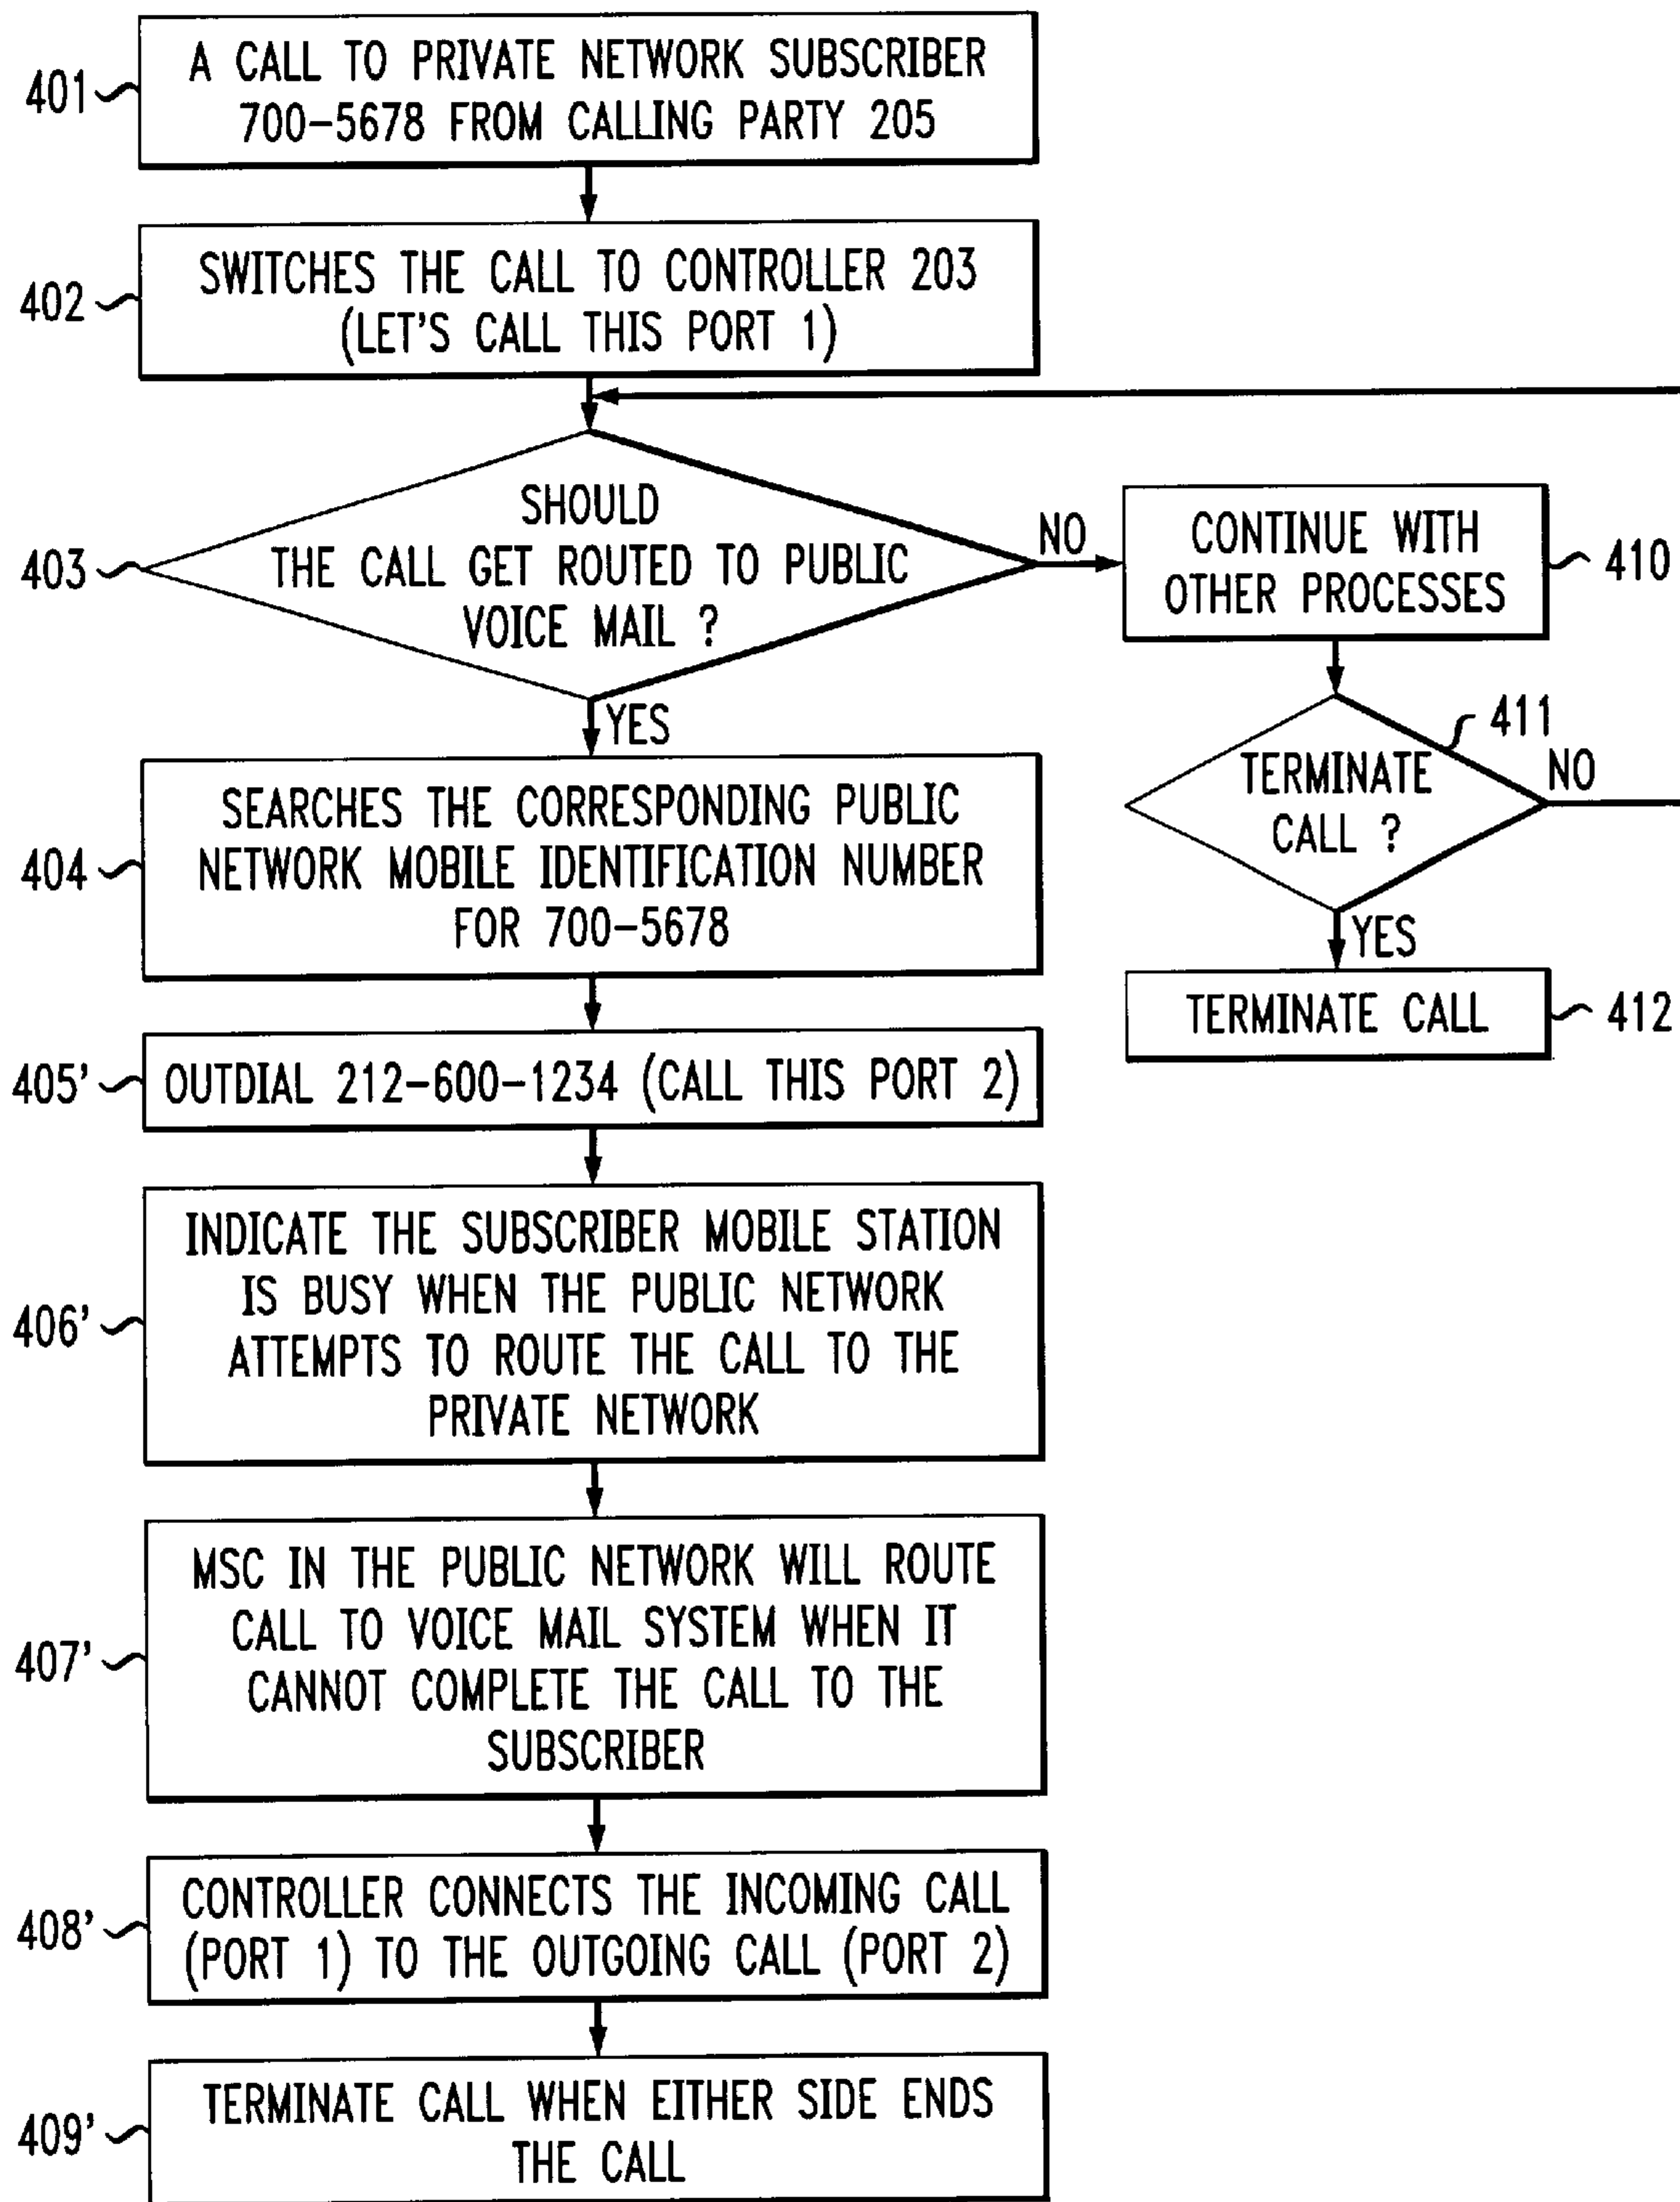 401
A CALL TO PRIVATE NETWORK SUBSCRIBER
700-5678 FROM CALLING PARTY 205
402
SWITCHES THE CALL TO CONTROLLER 203
(LET'S CALL THIS PORT 1)
403
SHOULD
THE CALL GET ROUTED TO PUBLIC
VOICE MAIL ?
NO
CONTINUE WITH
OTHER PROCESSES
410
411
TERMINATE
CALL ?
NO
YES
TERMINATE CALL
412
YES
404
SEARCHES THE CORRESPONDING PUBLIC
NETWORK MOBILE IDENTIFICATION NUMBER
FOR 700-5678
405'
OUTDIAL 212-600-1234 (CALL THIS PORT 2)
406'
INDICATE THE SUBSCRIBER MOBILE STATION
IS BUSY WHEN THE PUBLIC NETWORK
ATTEMPTS TO ROUTE THE CALL TO THE
PRIVATE NETWORK
407'
MSC IN THE PUBLIC NETWORK WILL ROUTE
CALL TO VOICE MAIL SYSTEM WHEN IT
CANNOT COMPLETE THE CALL TO THE
SUBSCRIBER
408'
CONTROLLER CONNECTS THE INCOMING CALL
(PORT 1) TO THE OUTGOING CALL (PORT 2)
409'
TERMINATE CALL WHEN EITHER SIDE ENDS
THE CALL